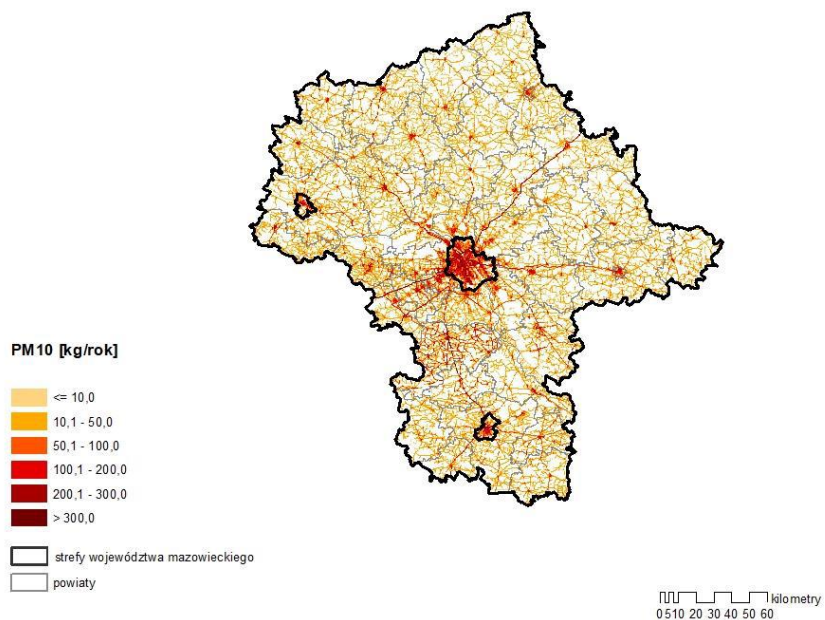 PM10 [kg/rok]
<= 10,0
10,1 - 50,0
50,1 - 100,0
100,1 - 200,0
200,1 - 300,0
> 300,0
strefy województwa mazowieckiego
powiaty
kilometry
0 5 10 20 30 40 50 60